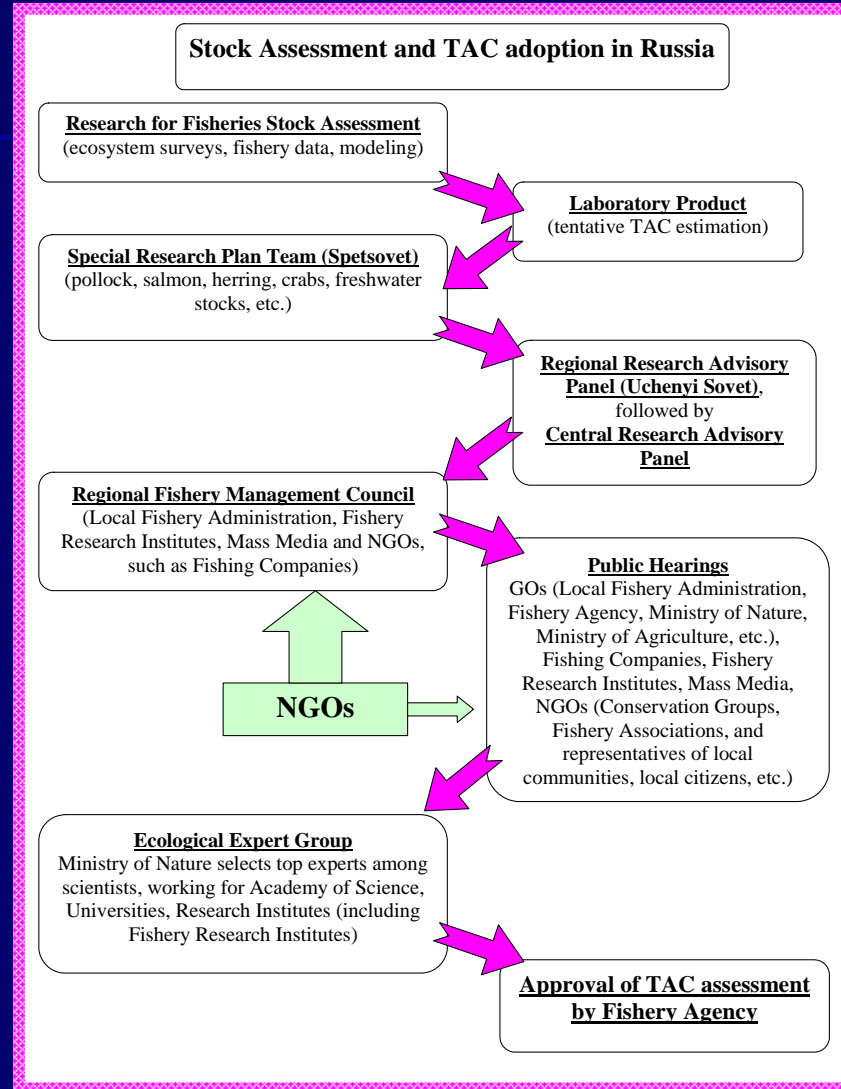 Stock Assessment and TAC adoption in Russia
Research for Fisheries Stock Assessment
(ecosystem surveys, fishery data, modeling)
Laboratory Product
(tentative TAC estimation)
Special Research Plan Team (Spetsovet)
(pollock, salmon, herring, crabs, freshwater
stocks, etc.)
Regional Research Advisory
Panel (Uchenyi Sovet),
followed by
Central Research Advisory
Panel
Regional Fishery Management Council
(Local Fishery Administration, Fishery
Research Institutes, Mass Media and NGOs,
such as Fishing Companies)
Public Hearings
GOs (Local Fishery Administration,
Fishery Agency, Ministry of Nature,
Ministry of Agriculture, etc.),
Fishing Companies, Fishery
Research Institutes, Mass Media,
NGOs (Conservation Groups,
Fishery Associations, and
representatives of local
communities, local citizens, etc.)
NGOs
Ecological Expert Group
Ministry of Nature selects top experts among
scientists, working for Academy of Science,
Universities, Research Institutes (including
Fishery Research Institutes)
Approval of TAC assessment
by Fishery Agency